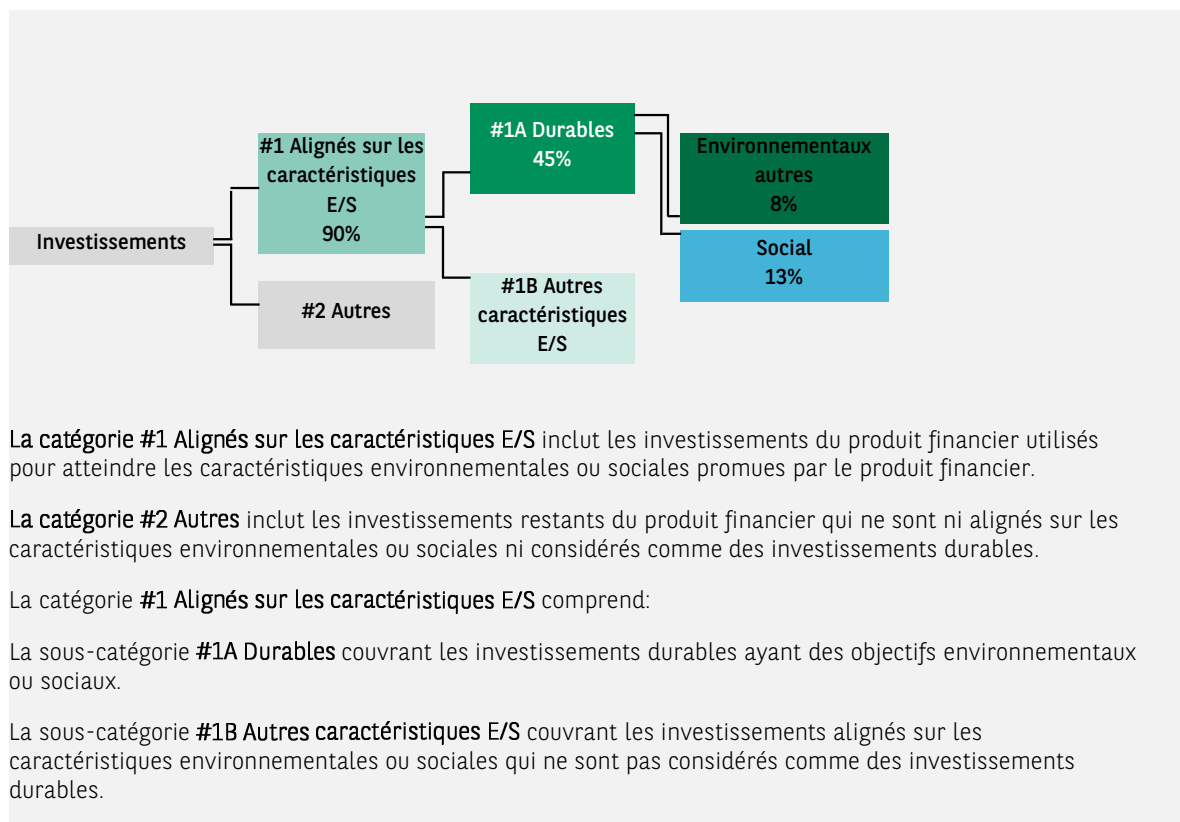 Investissements
#1 Alignés sur les
caractéristiques
E/S
90%
#2 Autres
#1A Durables
45%
#1B Autres
caractéristiques
E/S
Environnementaux
autres
8%
Social
13%
La catégorie #1 Alignés sur les caractéristiques E/S inclut les investissements du produit financier utilisés
pour atteindre les caractéristiques environnementales ou sociales promues par le produit financier.
La catégorie #2 Autres inclut les investissements restants du produit financier qui ne sont ni alignés sur les
caractéristiques environnementales ou sociales ni considérés comme des investissements durables.
La catégorie #1 Alignés sur les caractéristiques E/S comprend:
La sous-catégorie #1A Durables couvrant les investissements durables ayant des objectifs environnementaux
ou sociaux.
La sous-catégorie #1B Autres caractéristiques E/S couvrant les investissements alignés sur les
caractéristiques environnementales ou sociales qui ne sont pas considérés comme des investissements
durables.